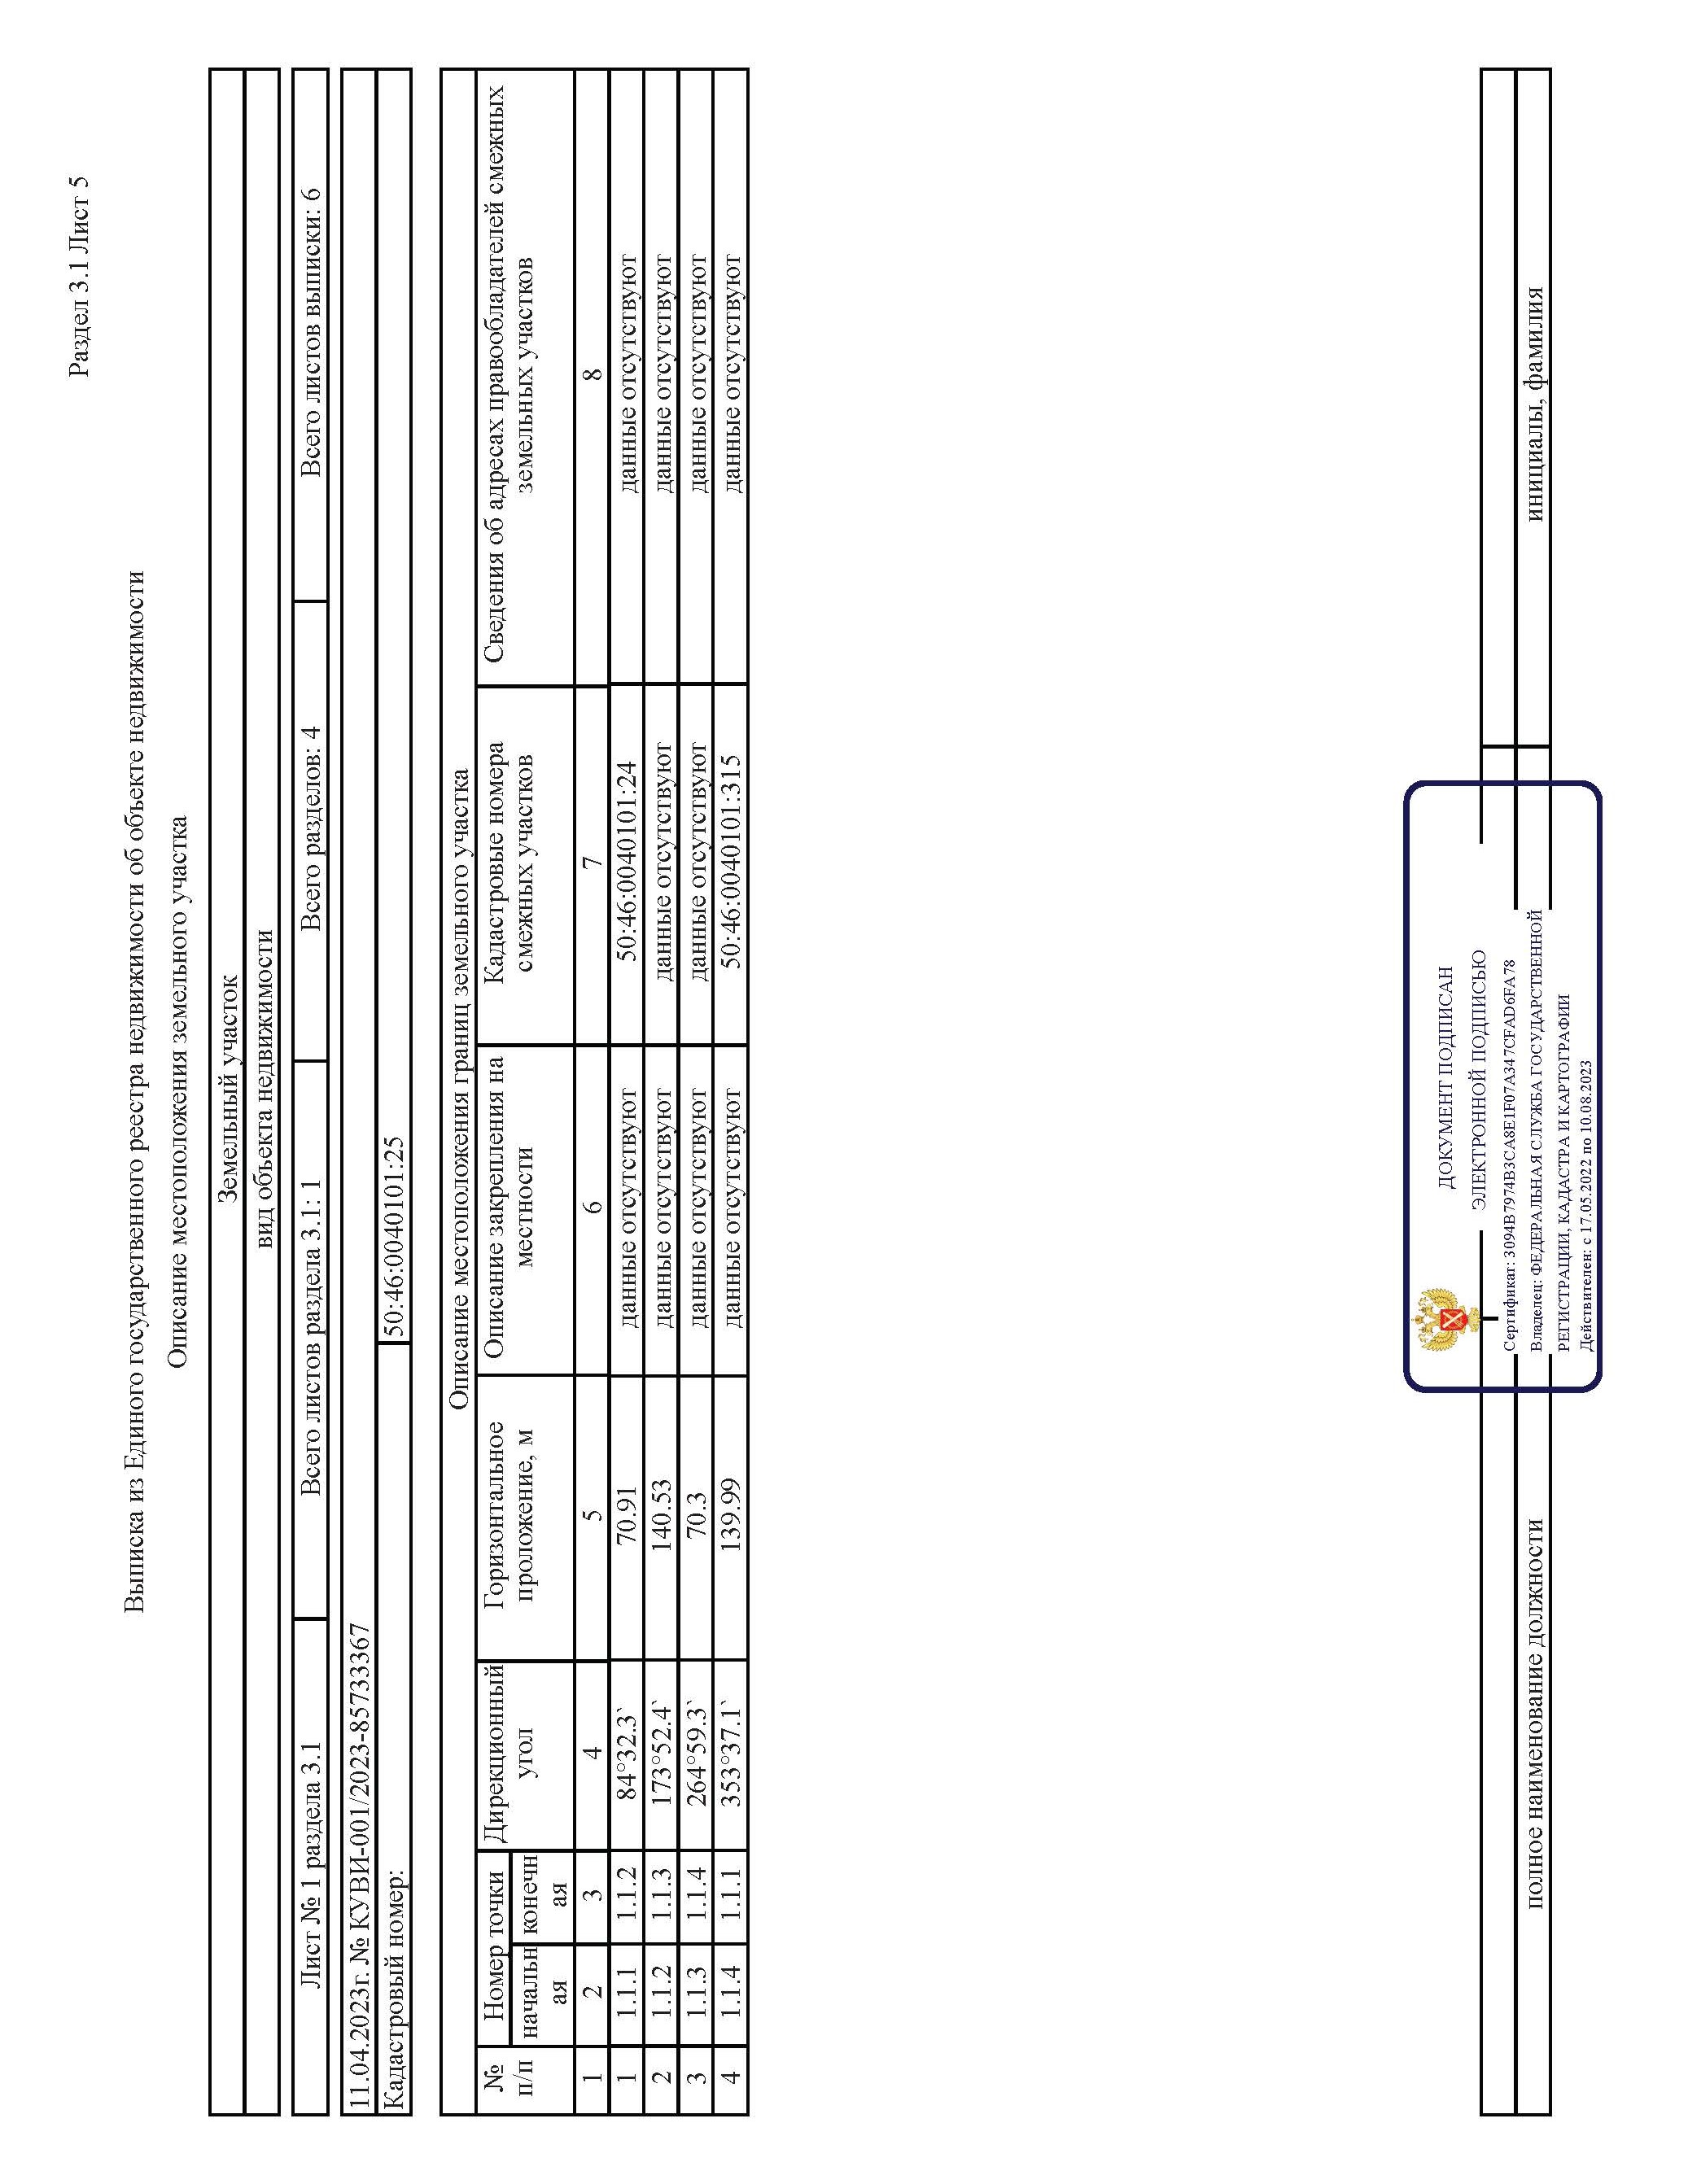 Раздел 3.1 Лист 5
Выписка из Единого государственного реестра недвижимости об объекте недвижимости
Описание местоположения земельного участка
Земельный участок
вид объекта недвижимости
Лист № 1 раздела 3.1 Всего листов раздела 3.1: 1 Всего разделов: 4 Всего листов выписки: 6
11.04.2023г. № КУВИ-001/2023-85733367
Кадастровый номер: 50:46:0040101:25
Описание местоположения границ земельного участка
№ Номер точки Дирекционный Горизонтальное Описание закрепления на Кадастровые номера Сведения об адресах правообладателей смежных
п/п начальн конечн угол проложение, м местности смежных участков земельных участков
ая ая
1 2 3 4 5 6 7 8
1 1.1.1 1.1.2 84°32.3` 70.91 данные отсутствуют 50:46:0040101:24 данные отсутствуют
2 1.1.2 1.1.3 173°52.4` 140.53 данные отсутствуют данные отсутствуют данные отсутствуют
3 1.1.3 1.1.4 264°59.3` 70.3 данные отсутствуют данные отсутствуют данные отсутствуют
4 1.1.4 1.1.1 353°37.1` 139.99 данные отсутствуют 50:46:0040101:315 данные отсутствуют
ДОКУМЕНТ ПОДПИСАН
ЭЛЕКТРОННОЙ ПОДПИСЬЮ
Сертификат: 3094B7974B3CA8E1F07A347CFAD6FA78
Владелец: ФЕДЕРАЛЬНАЯ СЛУЖБА ГОСУДАРСТВЕННОЙ
РЕГИСТРАЦИИ, КАДАСТРА И КАРТОГРАФИИ
Действителен: с 17.05.2022 по 10.08.2023
полное наименование должности инициалы, фамилия